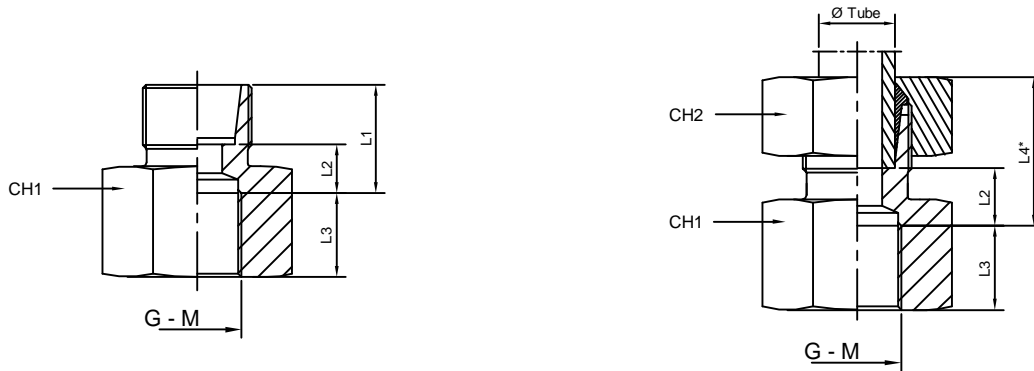 CH1
L1
L2
L3
G - M
Ø Tube
CH2
CH1
L4*
L2
L3
G - M